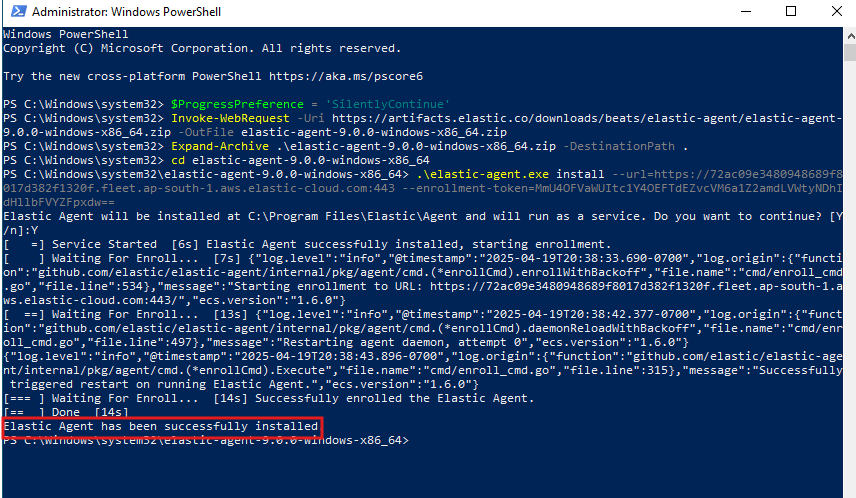 Administrator: Windows PowerShell
Windows PowerShell
Copyright (C) Microsoft Corporation. All rights reserved.
Try the new cross-platform PowerShell https://aka.ms/pscore6
PS C:\Windows\system32> $ProgressPreference = 'SilentlyContinue'
PS C:\Windows\system32> Invoke-WebRequest -Uri https://artifacts.elastic.co/downloads/beats/elastic-agent/elastic-agent-
9.0.0-windows-x86_64.zip -OutFile elastic-agent-9.0.0-windows-x86_64.zip
PS C:\Windows\system32> Expand-Archive .\elastic-agent-9.0.0-windows-x86_64.zip -DestinationPath .
PS C:\Windows\system32> cd elastic-agent-9.0.0-windows-x86_64
PS C:\Windows\system32\elastic-agent-9.0.0-windows-x86_64> .\elastic-agent.exe install --url=https://72ac09e3480948689f8
017d382f1320f.fleet.ap-south-1.aws.elastic-cloud.com:443 --enrollment-token=MmU4OFVaWUItc1Y4OEFTdEZvcVM6a1Z2amdLVWtyNDhI
dHllbFVYZFpxdw==
Elastic Agent will be installed at C:\Program Files\Elastic\Agent and will run as a service. Do you want to continue? [Y
/n]:Y
[   =] Service Started  [6s] Elastic Agent successfully installed, starting enrollment.
[    ] Waiting For Enroll...  [7s] {"log.level":"info","@timestamp":"2025-04-19T20:38:33.690-0700","log.origin":{"functi
on":"github.com/elastic/elastic-agent/internal/pkg/agent/cmd.(*enrollCmd).enrollWithBackoff","file.name":"cmd/enroll_cmd
.go","file.line":534},"message":"Starting enrollment to URL: https://72ac09e3480948689f8017d382f1320f.fleet.ap-south-1.a
ws.elastic-cloud.com:443/","ecs.version":"1.6.0"}
[  ==] Waiting For Enroll...  [13s] {"log.level":"info","@timestamp":"2025-04-19T20:38:42.377-0700","log.origin":{"funct
ion":"github.com/elastic/elastic-agent/internal/pkg/agent/cmd.(*enrollCmd).daemonReloadWithBackoff","file.name":"cmd/enr
oll_cmd.go","file.line":497},"message":"Restarting agent daemon, attempt 0","ecs.version":"1.6.0"}
{"log.level":"info","@timestamp":"2025-04-19T20:38:43.896-0700","log.origin":{"function":"github.com/elastic/elastic-age
nt/internal/pkg/agent/cmd.(*enrollCmd).Execute","file.name":"cmd/enroll_cmd.go","file.line":315},"message":"Successfully
 triggered restart on running Elastic Agent.","ecs.version":"1.6.0"}
[=== ] Waiting For Enroll...  [14s] Successfully enrolled the Elastic Agent.
[==  ] Done  [14s]
Elastic Agent has been successfully installed
PS C:\Windows\system32\elastic-agent-9.0.0-windows-x86_64>